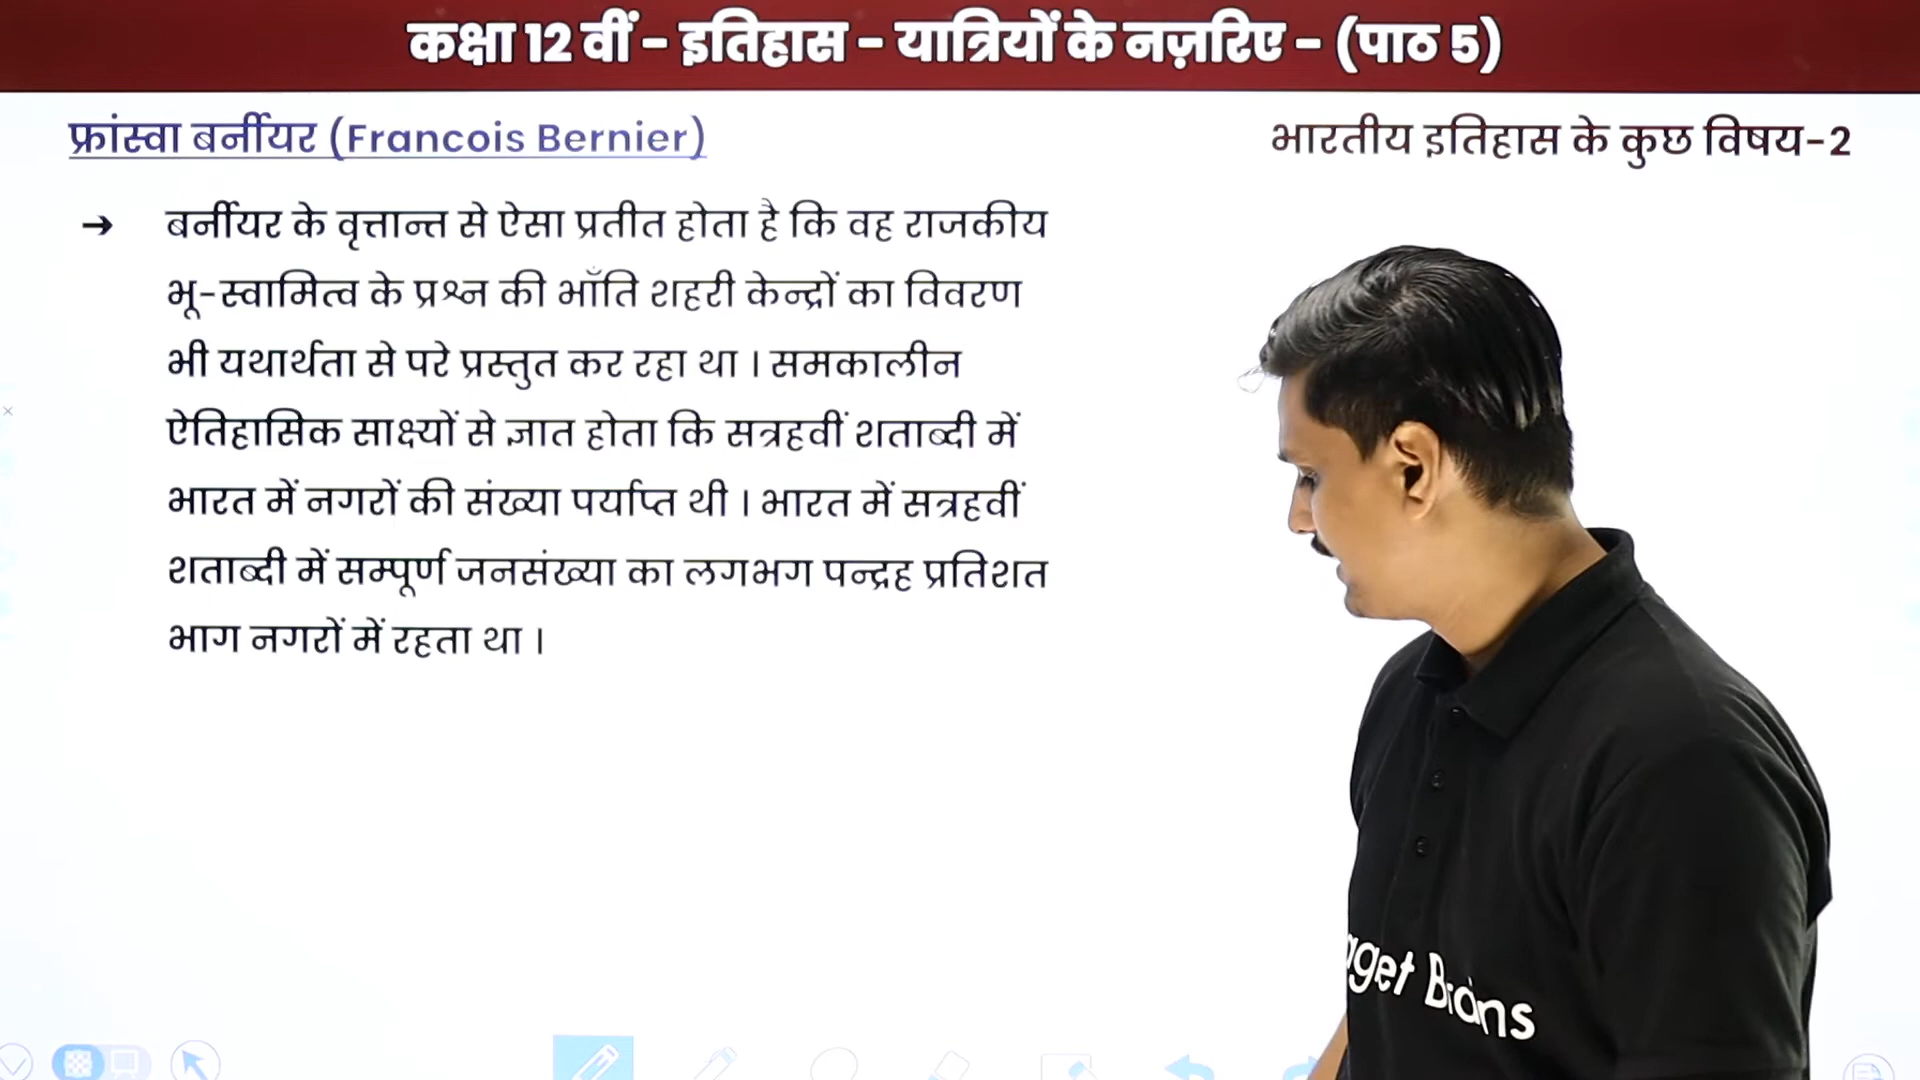 कक्षा 12 वीं - इतिहास - यात्रियों के नज़रिए - (पाठ 5)
फ्रांस्वा बर्नीयर (Francois Bernier)
भारतीय इतिहास के कुछ विषय-2
→ बर्नीयर के वृत्तान्त से ऐसा प्रतीत होता है कि वह राजकीय
भू-स्वामित्व के प्रश्न की भाँति शहरी केन्द्रों का विवरण
भी यथार्थता से परे प्रस्तुत कर रहा था । समकालीन
ऐतिहासिक साक्ष्यों से ज्ञात होता कि सत्रहवीं शताब्दी में
भारत में नगरों की संख्या पर्याप्त थी । भारत में सत्रहवीं
शताब्दी में सम्पूर्ण जनसंख्या का लगभग पन्द्रह प्रतिशत
भाग नगरों में रहता था ।
aget Brains